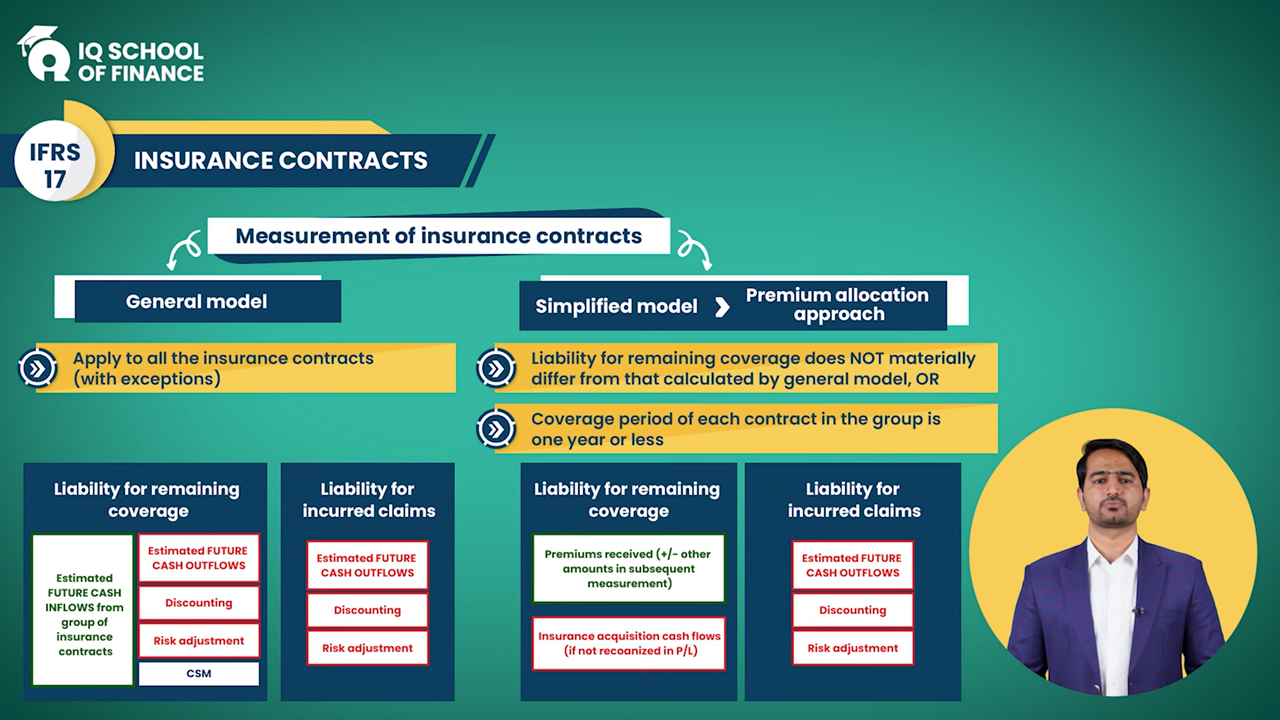 IQ SCHOOL
OF FINANCE
IFRS
17
INSURANCE CONTRACTS
Measurement of insurance contracts
General model
Simplified model
Premium allocation
approach
Apply to all the insurance contracts
(with exceptions)
Liability for remaining coverage does NOT materially
differ from that calculated by general model, OR
Coverage period of each contract in the group is
one year or less
Liability for remaining
coverage
Estimated
FUTURE CASH
INFLOWS from
group of
insurance
contracts
Estimated FUTURE
CASH OUTFLOWS
Discounting
Risk adjustment
CSM
Liability for
incurred claims
Estimated FUTURE
CASH OUTFLOWS
Discounting
Risk adjustment
Liability for remaining
coverage
Premiums received (+/- other
amounts in subsequent
measurement)
Insurance acquisition cash flows
(if not recoanized in P/L)
Liability for
incurred claims
Estimated FUTURE
CASH OUTFLOWS
Discounting
Risk adjustment